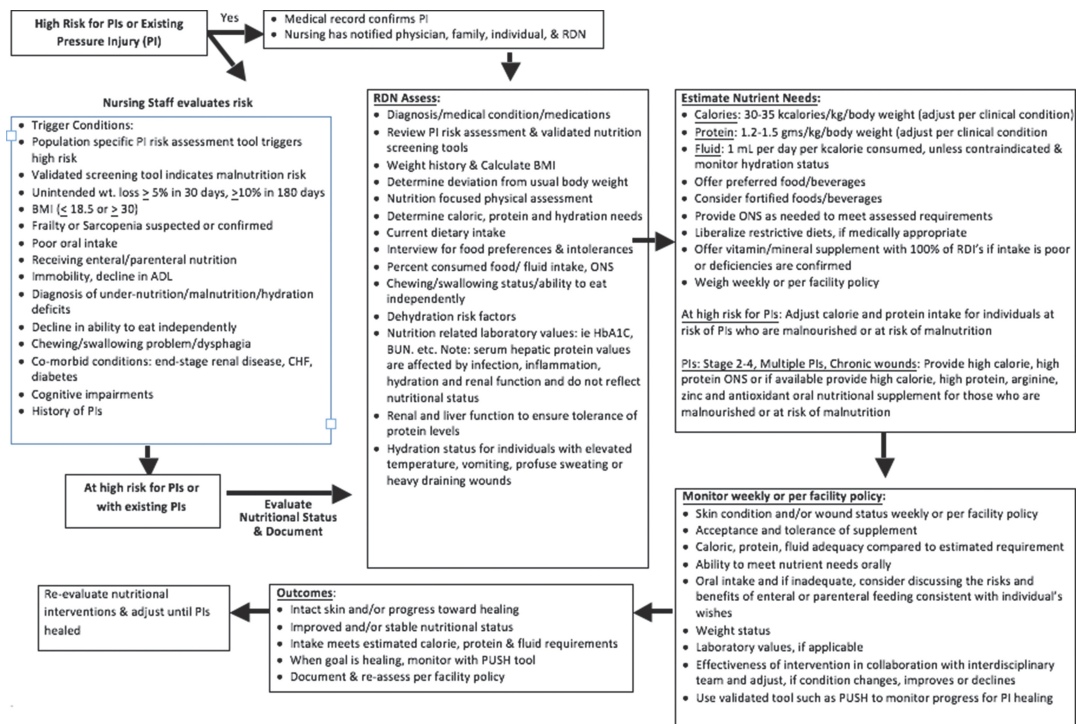 High Risk for PIs or Existing
Pressure Injury (PI)
Yes
• Medical record confirms PI
• Nursing has notified physician, family, individual, & RDN
Nursing Staff evaluates risk
• Trigger Conditions:
• Population specific PI risk assessment tool triggers
high risk
• Validated screening tool indicates malnutrition risk
• Unintended wt. loss ≥ 5% in 30 days, ≥10% in 180 days
• BMI (≤ 18.5 or ≥ 30)
• Frailty or Sarcopenia suspected or confirmed
• Poor oral intake
• Receiving enteral/parenteral nutrition
• Immobility, decline in ADL
• Diagnosis of under-nutrition/malnutrition/hydration
deficits
• Decline in ability to eat independently
• Chewing/swallowing problem/dysphagia
• Co-morbid conditions: end-stage renal disease, CHF,
diabetes
• Cognitive impairments
• History of PIs
At high risk for PIs or
with existing PIs
Evaluate
Nutritional Status
& Document
RDN Assess:
• Diagnosis/medical condition/medications
• Review PI risk assessment & validated nutrition
screening tools
• Weight history & Calculate BMI
• Determine deviation from usual body weight
• Nutrition focused physical assessment
• Determine caloric, protein and hydration needs
• Current dietary intake
• Interview for food preferences & intolerances
• Percent consumed food/ fluid intake, ONS
• Chewing/swallowing status/ability to eat
independently
• Dehydration risk factors
• Nutrition related laboratory values: ie HbA1C,
BUN. etc. Note: serum hepatic protein values
are affected by infection, inflammation,
hydration and renal function and do not reflect
nutritional status
• Renal and liver function to ensure tolerance of
protein levels
• Hydration status for individuals with elevated
temperature, vomiting, profuse sweating or
heavy draining wounds
Estimate Nutrient Needs:
• Calories: 30-35 kcalories/kg/body weight (adjust per clinical condition)
• Protein: 1.2-1.5 gms/kg/body weight (adjust per clinical condition
• Fluid: 1 mL per day per kcalorie consumed, unless contraindicated &
monitor hydration status
• Offer preferred food/beverages
• Consider fortified foods/beverages
• Provide ONS as needed to meet assessed requirements
• Liberalize restrictive diets, if medically appropriate
• Offer vitamin/mineral supplement with 100% of RDI's if intake is poor
or deficiencies are confirmed
• Weigh weekly or per facility policy
At high risk for PIs: Adjust calorie and protein intake for individuals at
risk of PIs who are malnourished or at risk of malnutrition
PIs: Stage 2-4, Multiple PIs, Chronic wounds: Provide high calorie, high
protein ONS or if available provide high calorie, high protein, arginine,
zinc and antioxidant oral nutritional supplement for those who are
malnourished or at risk of malnutrition
Monitor weekly or per facility policy:
• Skin condition and/or wound status weekly or per facility policy
• Acceptance and tolerance of supplement
• Caloric, protein, fluid adequacy compared to estimated requirement
• Ability to meet nutrient needs orally
• Oral intake and if inadequate, consider discussing the risks and
benefits of enteral or parenteral feeding consistent with individual's
wishes
• Weight status
• Laboratory values, if applicable
• Effectiveness of intervention in collaboration with interdisciplinary
team and adjust, if condition changes, improves or declines
• Use validated tool such as PUSH to monitor progress for PI healing
Outcomes:
• Intact skin and/or progress toward healing
• Improved and/or stable nutritional status
• Intake meets estimated calorie, protein & fluid requirements
• When goal is healing, monitor with PUSH tool
• Document & re-assess per facility policy
Re-evaluate nutritional
interventions & adjust until PIs
healed